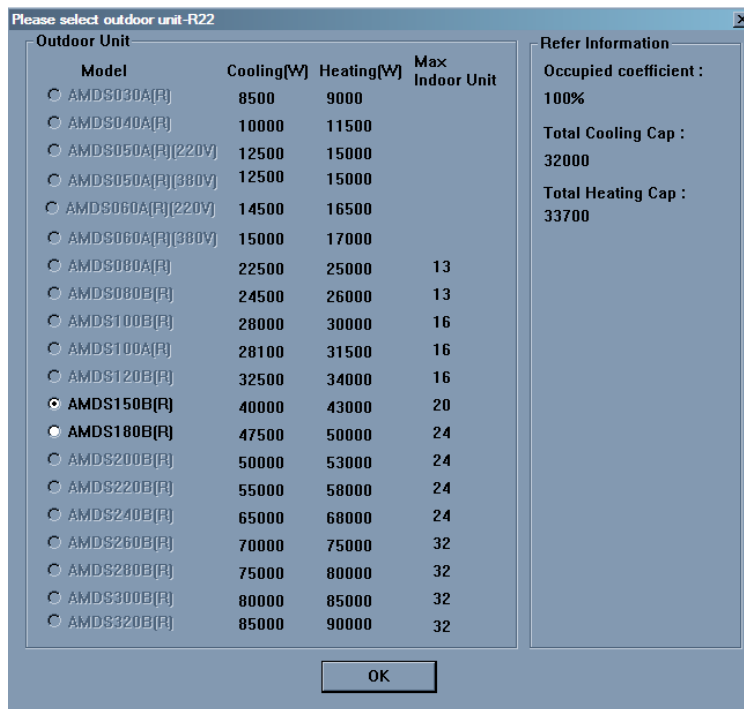 Please select outdoor unit-R22
Outdoor Unit
Model Cooling(W) Heating(W) Max Indoor Unit
AMDS030A(R) 8500 9000
AMDS040A(R) 10000 11500
AMDS050A(R)(220V) 12500 15000
AMDS050A(R)(380V) 12500 15000
AMDS060A(R)(220V) 14500 16500
AMDS060A(R)(380V) 15000 17000
AMDS080A(R) 22500 25000 13
AMDS080B(R) 24500 26000 13
AMDS100B(R) 28000 30000 16
AMDS100A(R) 28100 31500 16
AMDS120B(R) 32500 34000 16
AMDS150B(R) 40000 43000 20
AMDS180B(R) 47500 50000 24
AMDS200B(R) 50000 53000 24
AMDS220B(R) 55000 58000 24
AMDS240B(R) 65000 68000 24
AMDS260B(R) 70000 75000 32
AMDS280B(R) 75000 80000 32
AMDS300B(R) 80000 85000 32
AMDS320B(R) 85000 90000 32
Refer Information
Occupied coefficient :
100%
Total Cooling Cap :
32000
Total Heating Cap :
33700
OK